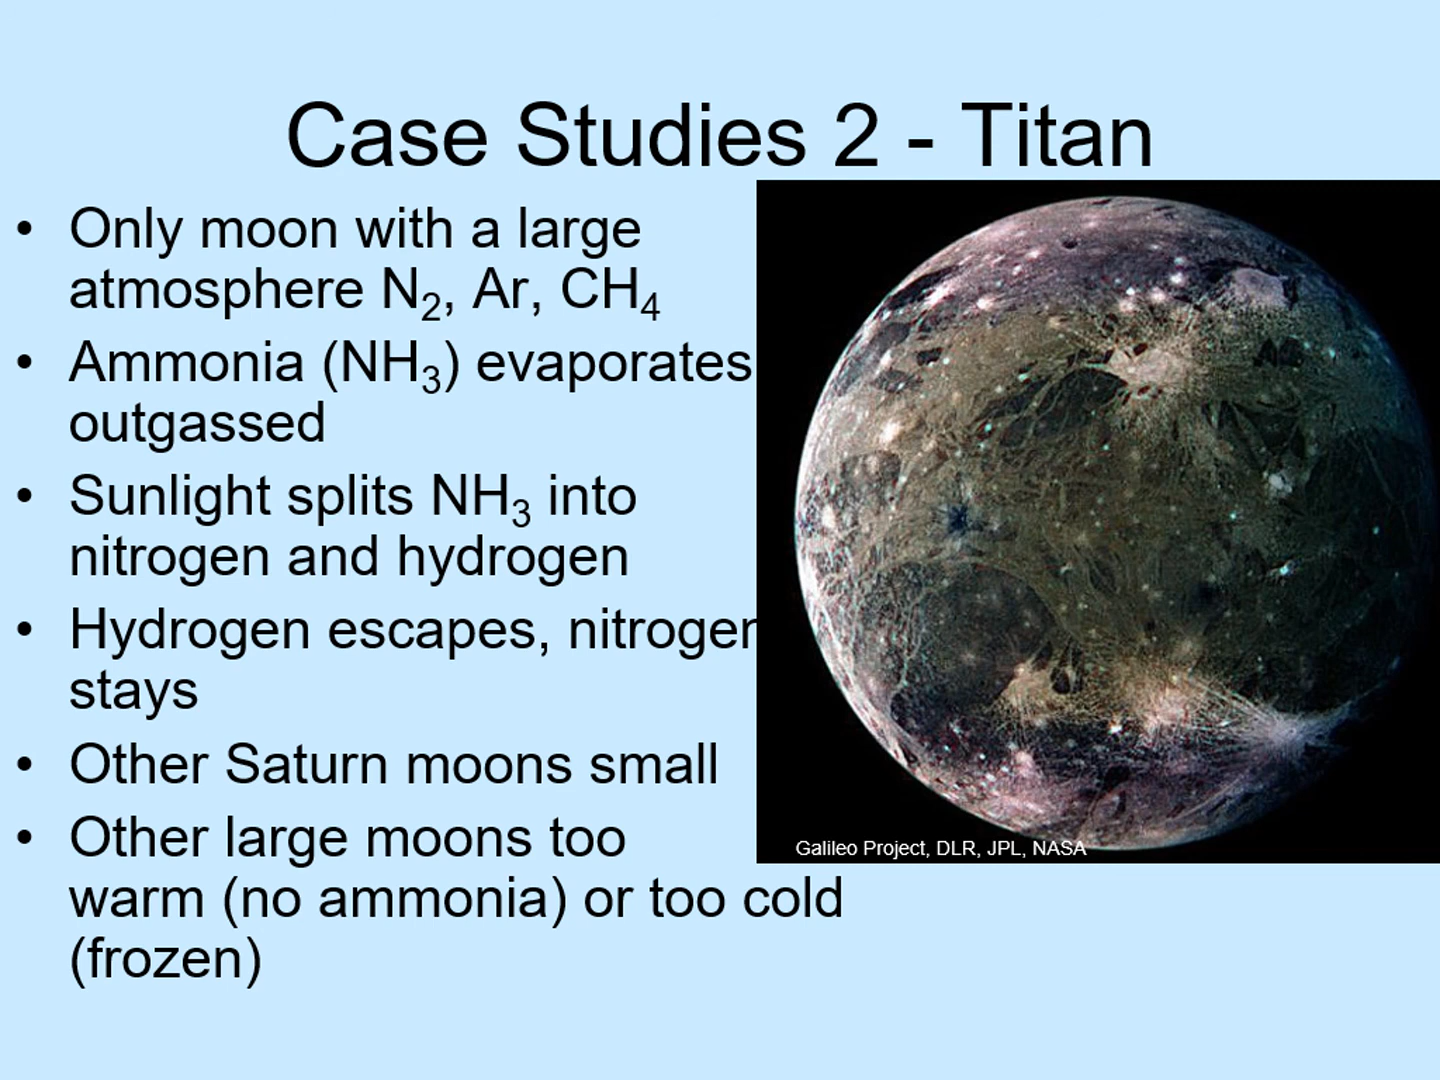 Case Studies 2 - Titan
• Only moon with a large
atmosphere N₂, Ar, CH₄
• Ammonia (NH₃) evaporates
outgassed
• Sunlight splits NH₃ into
nitrogen and hydrogen
• Hydrogen escapes, nitrogen
stays
• Other Saturn moons small
• Other large moons too
warm (no ammonia) or too cold
(frozen)
Galileo Project, DLR, JPL, NASA